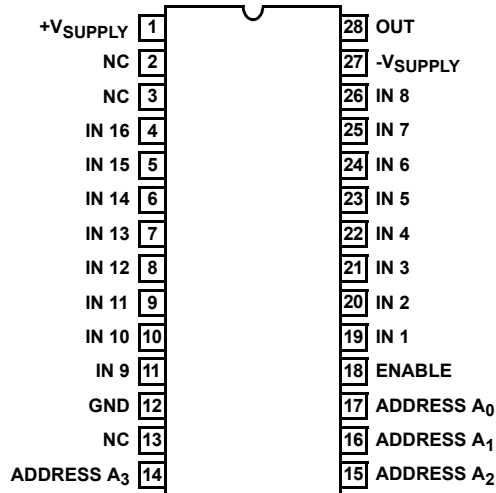 +VSUPPLY 1 28 OUT
NC 2 27 -VSUPPLY
NC 3 26 IN 8
IN 16 4 25 IN 7
IN 15 5 24 IN 6
IN 14 6 23 IN 5
IN 13 7 22 IN 4
IN 12 8 21 IN 3
IN 11 9 20 IN 2
IN 10 10 19 IN 1
IN 9 11 18 ENABLE
GND 12 17 ADDRESS A0
NC 13 16 ADDRESS A1
ADDRESS A3 14 15 ADDRESS A2